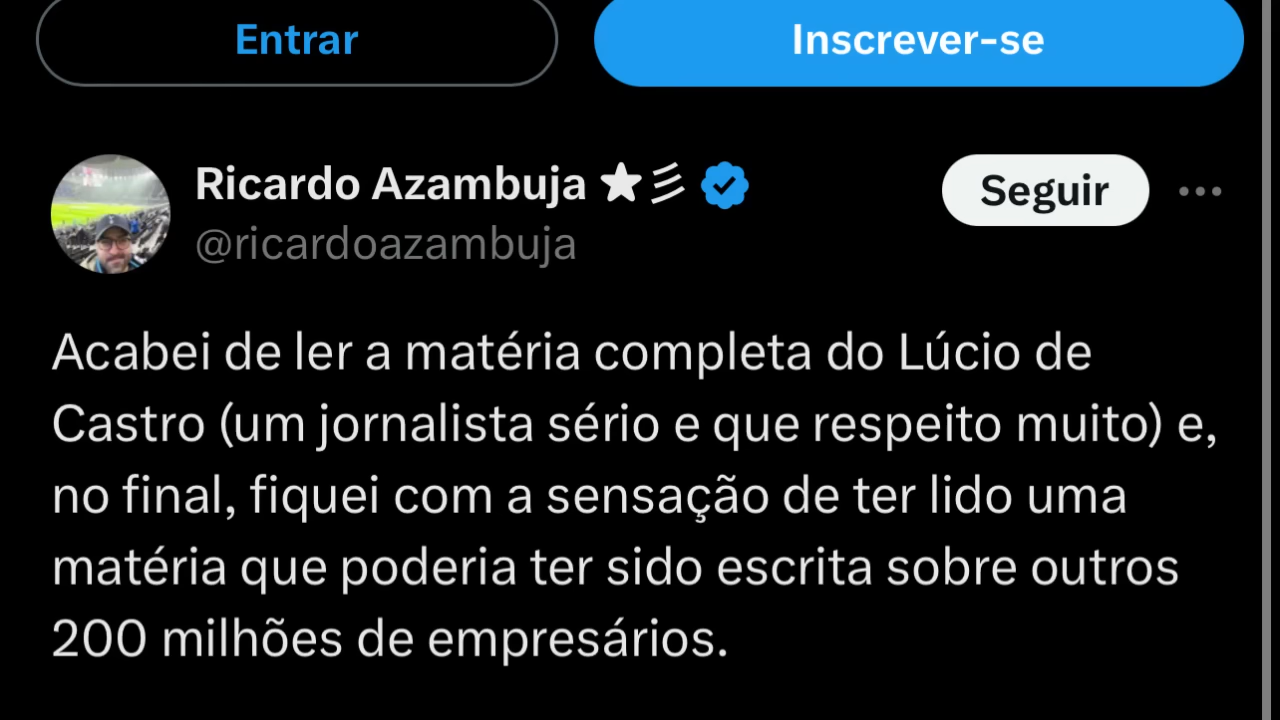 Entrar
Inscrever-se
Ricardo Azambuja ★彡
Seguir
@ricardoazambuja
Acabei de ler a matéria completa do Lúcio de
Castro (um jornalista sério e que respeito muito) e,
no final, fiquei com a sensação de ter lido uma
matéria que poderia ter sido escrita sobre outros
200 milhões de empresários.